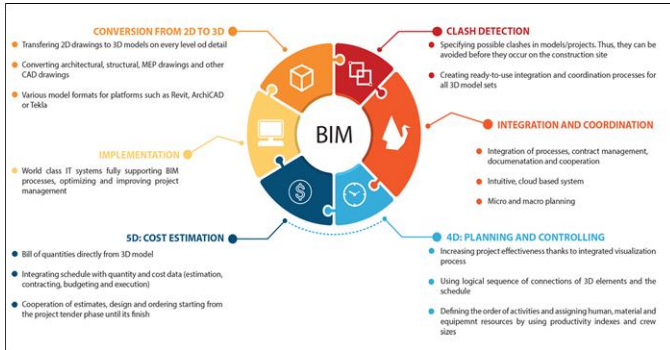 CONVERSION FROM 2D TO 3D
Transfering 2D drawings to 3D models on every level od detail
Converting architectural, structural, MEP drawings and other
CAD drawings
Various model formats for platforms such as Revit, ArchiCAD
or Tekla
IMPLEMENTATION
World class IT systems fully supporting BIM
processes, optimizing and improving project
management
5D: COST ESTIMATION
Bill of quantities directly from 3D model
Integrating schedule with quantity and cost data (estimation,
contracting, budgeting and execution)
Cooperation of estimates, design and ordering starting from
the project tender phase until its finish
BIM
$
CLASH DETECTION
Specifying possible clashes in models/projects. Thus, they can be
avoided before they occur on the construction site
Creating ready-to-use integration and coordination processes for
all 3D model sets
INTEGRATION AND COORDINATION
Integration of processes, contract management,
documenatation and cooperation
Intuitive, cloud based system
Micro and macro planning
4D: PLANNING AND CONTROLLING
Increasing project effectiveness thanks to integrated visualization
process
Using logical sequence of connections of 3D elements and the
schedule
Defining the order of activities and assigning human, material and
equipemnt resources by using productivity indexes and crew
sizes